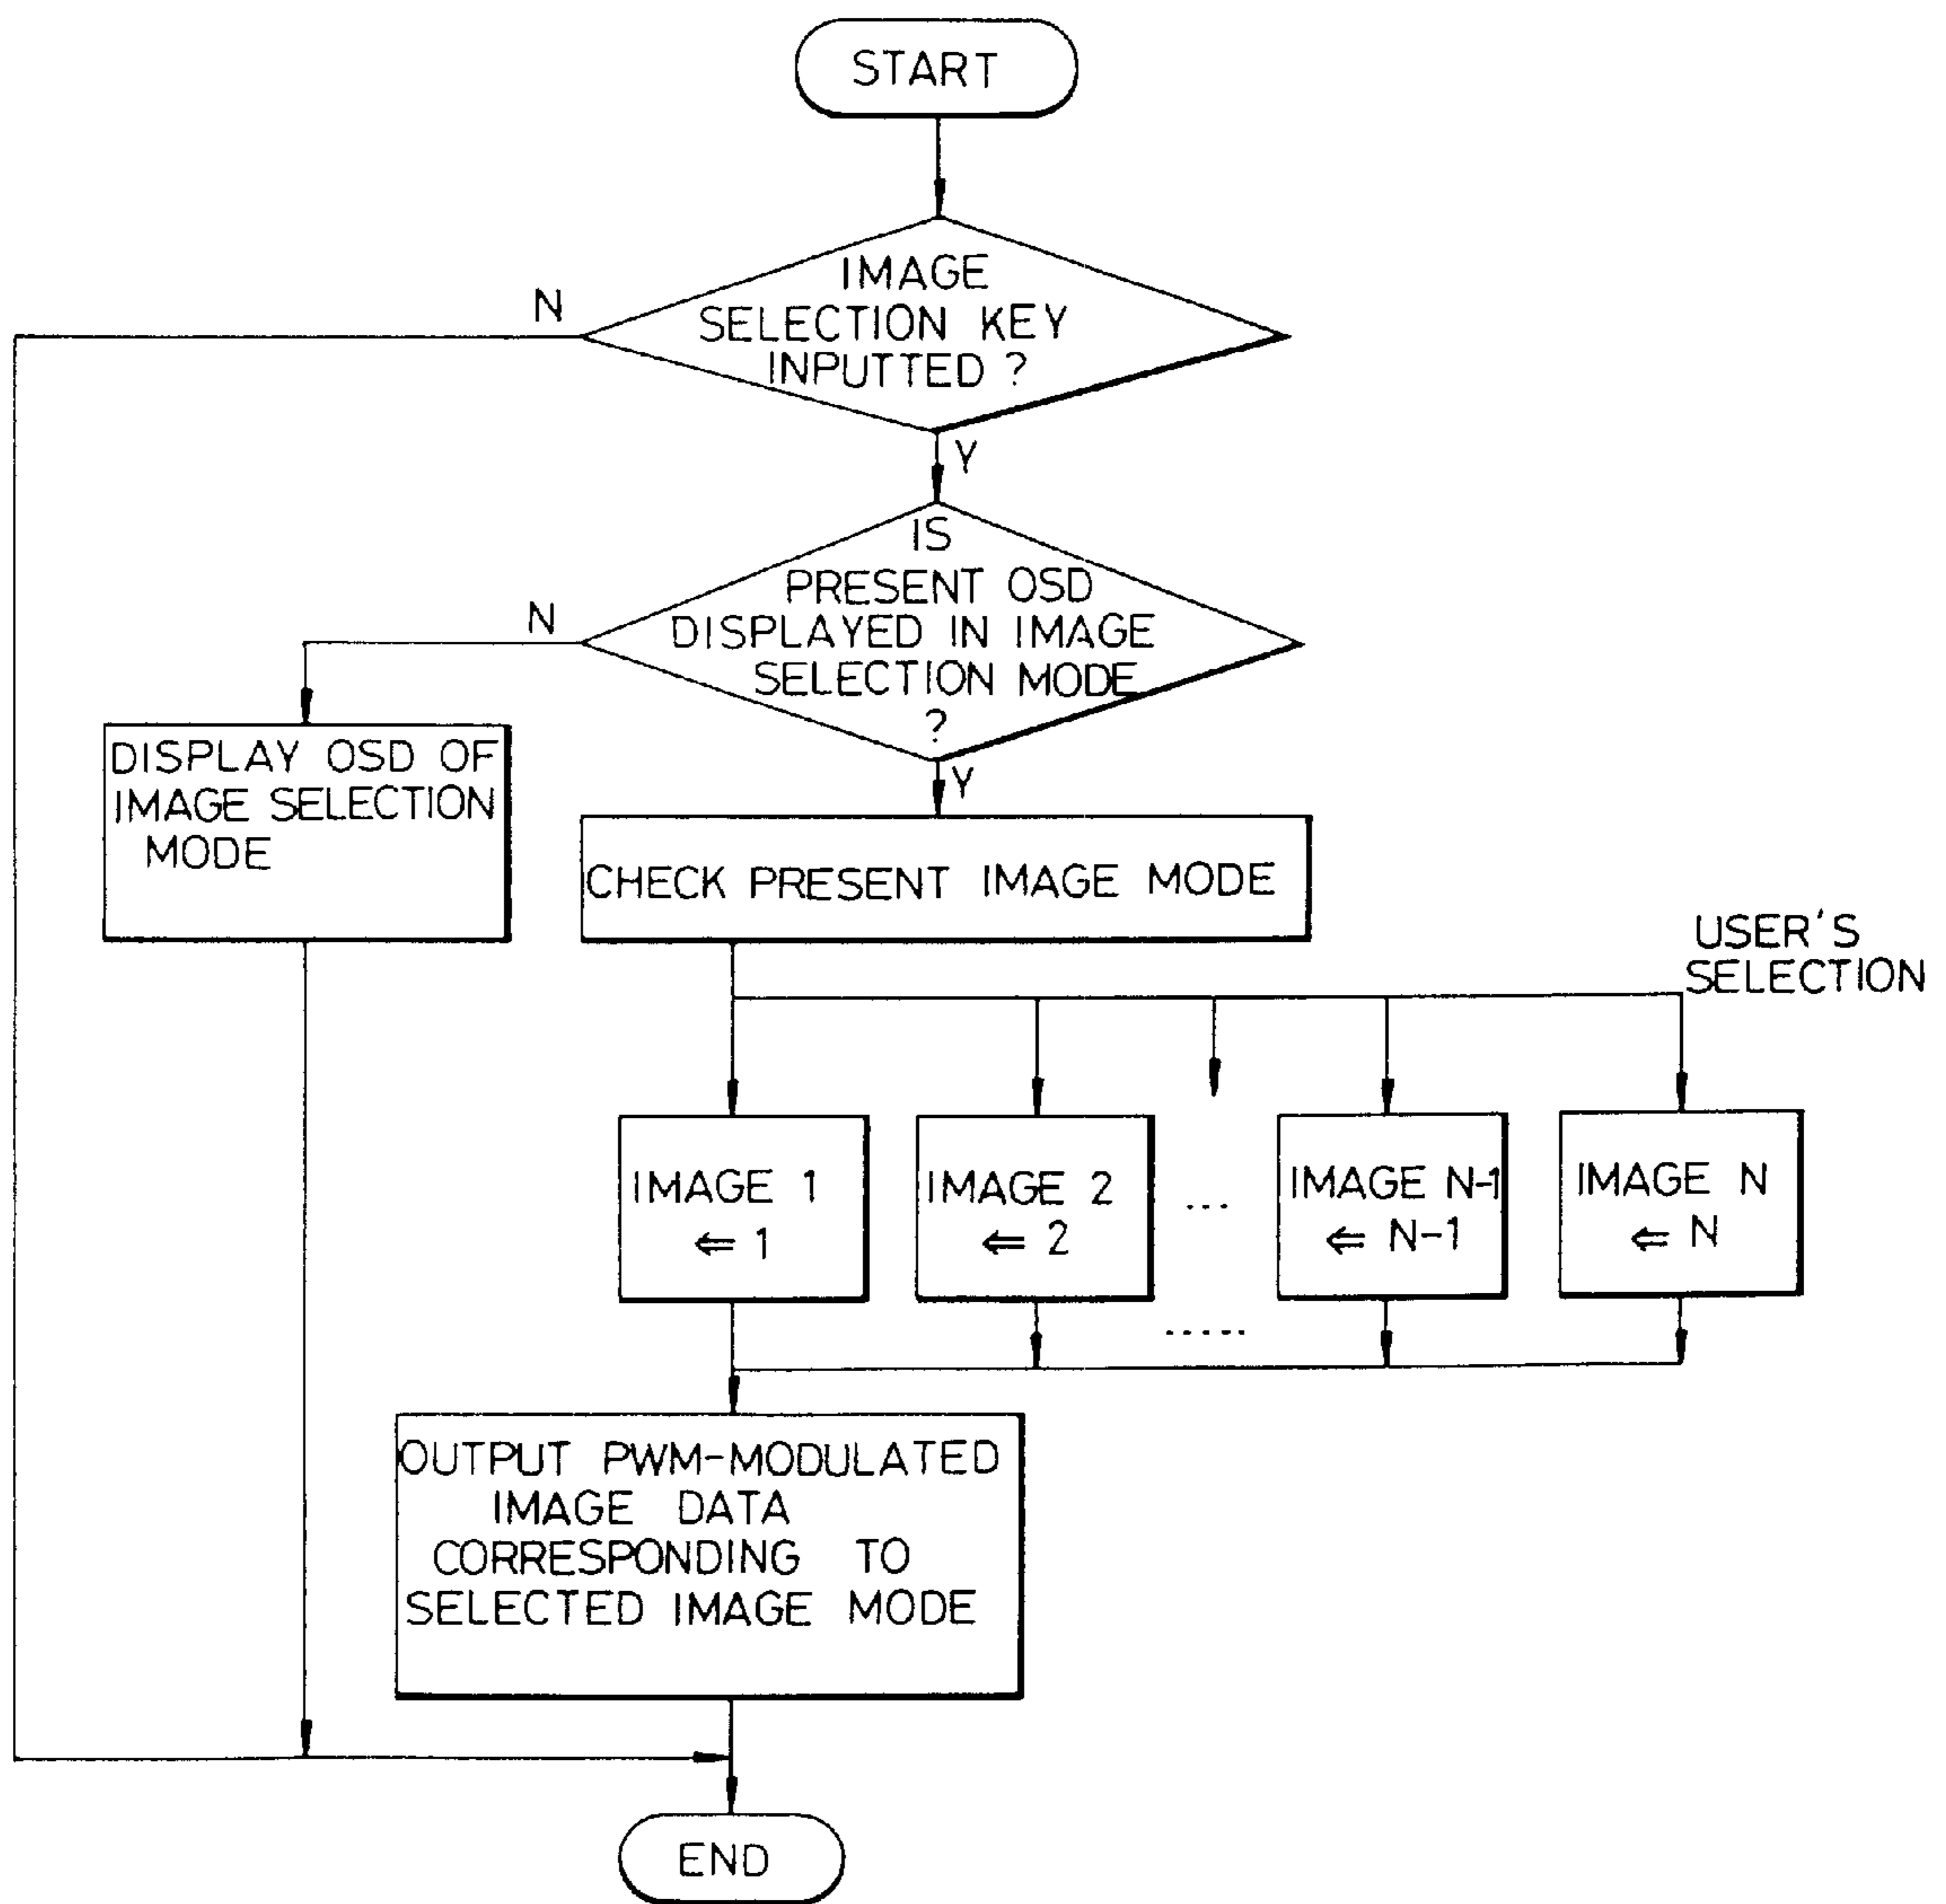 START
IMAGE
SELECTION KEY
INPUTTED ?
N
Y
IS
PRESENT OSD
DISPLAYED IN IMAGE
SELECTION MODE
?
N
Y
DISPLAY OSD OF
IMAGE SELECTION
MODE
CHECK PRESENT IMAGE MODE
USER'S
SELECTION
IMAGE 1
⇐ 1
IMAGE 2
⇐ 2
...
IMAGE N-1
⇐ N-1
IMAGE N
⇐ N
.....
OUTPUT PWM-MODULATED
IMAGE DATA
CORRESPONDING TO
SELECTED IMAGE MODE
END